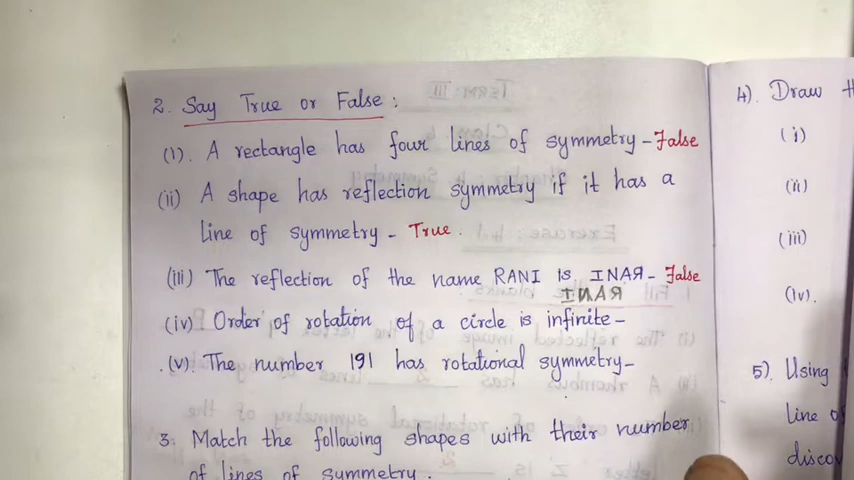 2. Say True or False :
(i). A rectangle has four lines of symmetry - False
(ii) A shape has reflection symmetry if it has a
line of symmetry - True.
(iii) The reflection of the name RANI is INAЯ - False
IИAЯ
(iv) Order of rotation of a circle is infinite -
(v). The number 191 has rotational symmetry -
3. Match the following shapes with their number
of lines of symmetry.
4). Draw
(i)
(ii)
(iii)
(iv).
5). Using
line